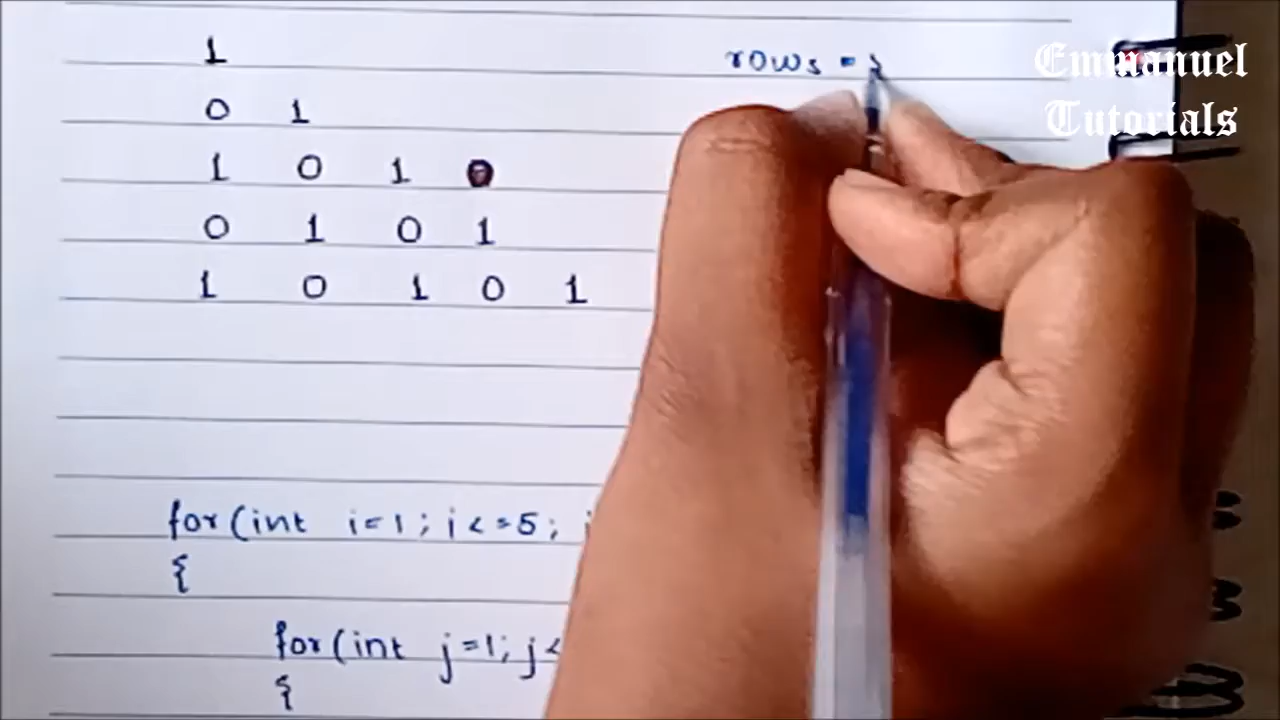 1
0 1
1 0 1
0 1 0 1
1 0 1 0 1
rows =
Emmanuel
Tutorials
for(int i=1; i<=5;
{
for(int j=1; j<
{